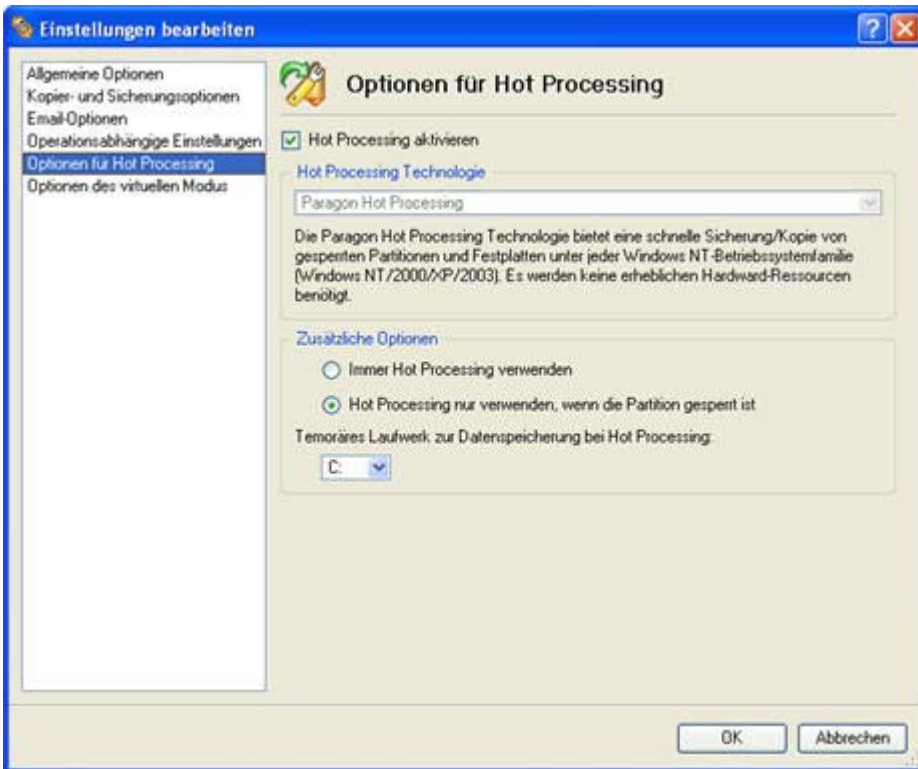 Einstellungen bearbeiten
Allgemeine Optionen
Kopier- und Sicherungsoptionen
Email-Optionen
Operationsabhängige Einstellungen
Optionen für Hot Processing
Optionen des virtuellen Modus
Optionen für Hot Processing
Hot Processing aktivieren
Hot Processing Technologie
Paragon Hot Processing
Die Paragon Hot Processing Technologie bietet eine schnelle Sicherung/Kopie von
gesperrten Partitionen und Festplatten unter jeder Windows NT-Betriebssystemfamilie
(Windows NT/2000/XP/2003). Es werden keine erheblichen Hardward-Ressourcen
benötigt.
Zusätzliche Optionen
Immer Hot Processing verwenden
Hot Processing nur verwenden, wenn die Partition gesperrt ist
Temoräres Laufwerk zur Datenspeicherung bei Hot Processing:
C:
OK
Abbrechen